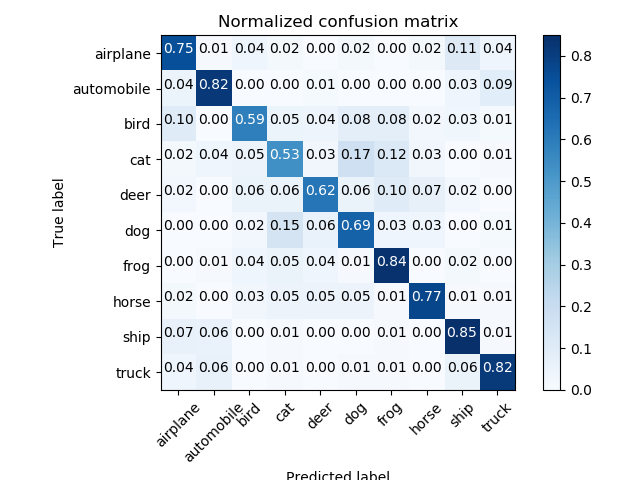 Normalized confusion matrix
True label
airplane 0.75 0.01 0.04 0.02 0.00 0.02 0.00 0.02 0.11 0.04
automobile 0.04 0.82 0.00 0.00 0.01 0.00 0.00 0.00 0.03 0.09
bird 0.10 0.00 0.59 0.05 0.04 0.08 0.08 0.02 0.03 0.01
cat 0.02 0.04 0.05 0.53 0.03 0.17 0.12 0.03 0.00 0.01
deer 0.02 0.00 0.06 0.06 0.62 0.06 0.10 0.07 0.02 0.00
dog 0.00 0.00 0.02 0.15 0.06 0.69 0.03 0.03 0.00 0.01
frog 0.00 0.01 0.04 0.05 0.04 0.01 0.84 0.00 0.02 0.00
horse 0.02 0.00 0.03 0.05 0.05 0.05 0.01 0.77 0.01 0.01
ship 0.07 0.06 0.00 0.01 0.00 0.00 0.01 0.00 0.85 0.01
truck 0.04 0.06 0.00 0.01 0.00 0.01 0.01 0.00 0.06 0.82
airplane automobile bird cat deer dog frog horse ship truck
Predicted label
0.8
0.7
0.6
0.5
0.4
0.3
0.2
0.1
0.0